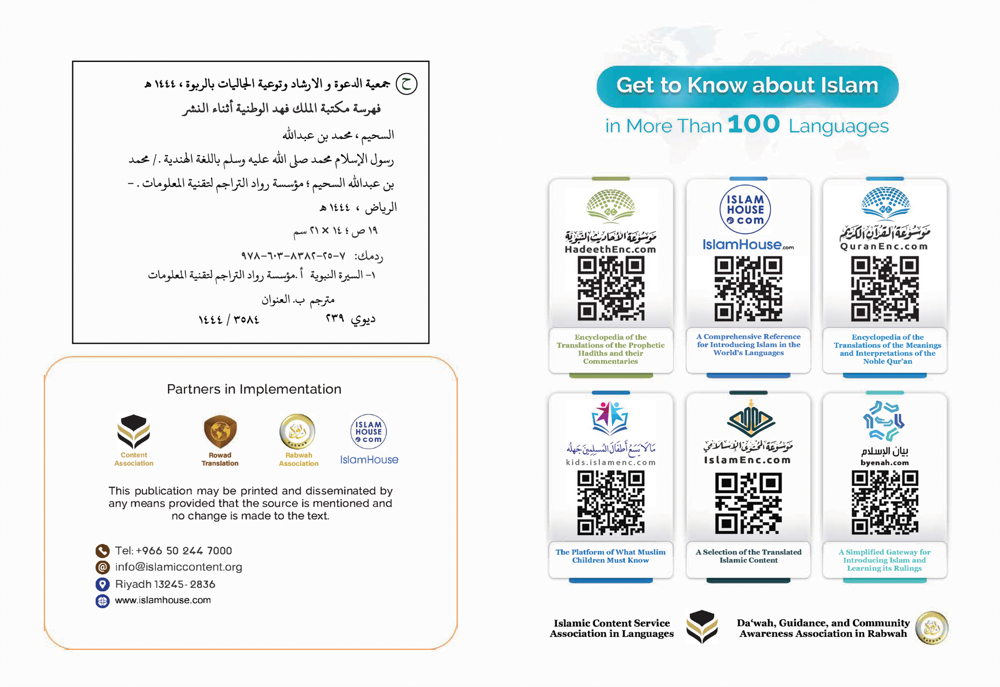 ح جمعية الدعوة و الارشاد وتوعية الجاليات بالربوة ، ١٤٤٤ هـ
فهرسة مكتبة الملك فهد الوطنية أثناء النشر
السحيم ، محمد بن عبدالله
رسول الإسلام محمد صلى الله عليه وسلم باللغة الهندية ./ محمد
بن عبدالله السحيم ؛ مؤسسة رواد التراجم لتقنية المعلومات . –
الرياض ، ١٤٤٤ هـ
١٩ ص ؛ ١٤ × ٢١ سم
ردمك: ٧-٢٥-٨٣٨٢-٦٠٣-٩٧٨
١- السيرة النبوية أ .مؤسسة رواد التراجم لتقنية المعلومات
مترجم ب. العنوان
ديوي ٢٣٩ ٣٥٨٤ / ١٤٤٤
Partners in Implementation
Content
Association
Rowad
Translation
Rabwah
Rabwah
Association
ISLAM
HOUSE
com
IslamHouse
This publication may be printed and disseminated by
any means provided that the source is mentioned and
no change is made to the text.
Tel: +966 50 244 7000
info@islamiccontent.org
Riyadh 13245- 2836
www.islamhouse.com
Get to Know about Islam
in More Than 100 Languages
موسوعة الأحاديث النبوية
HadeethEnc.com
Encyclopedia of the
Translations of the Prophetic
Hadīths and their
Commentaries
ISLAM
HOUSE
com
IslamHouse.com
A Comprehensive Reference
for Introducing Islam in the
World's Languages
موسوعة القرآن الكريم
QuranEnc.com
Encyclopedia of the
Translations of the Meanings
and Interpretations of the
Noble Qur’an
مَا لَا يَسَعُ أَطْفَالَ المُسْلِمِينَ جَهْلُهُ
kids.islamenc.com
The Platform of What Muslim
Children Must Know
موسوعة المحتوى الإسلامي
IslamEnc.com
A Selection of the Translated
Islamic Content
بيان الإسلام
byenah.com
A Simplified Gateway for
Introducing Islam and
Learning its Rulings
Islamic Content Service
Association in Languages
Da‘wah, Guidance, and Community
Awareness Association in Rabwah
Rabwah